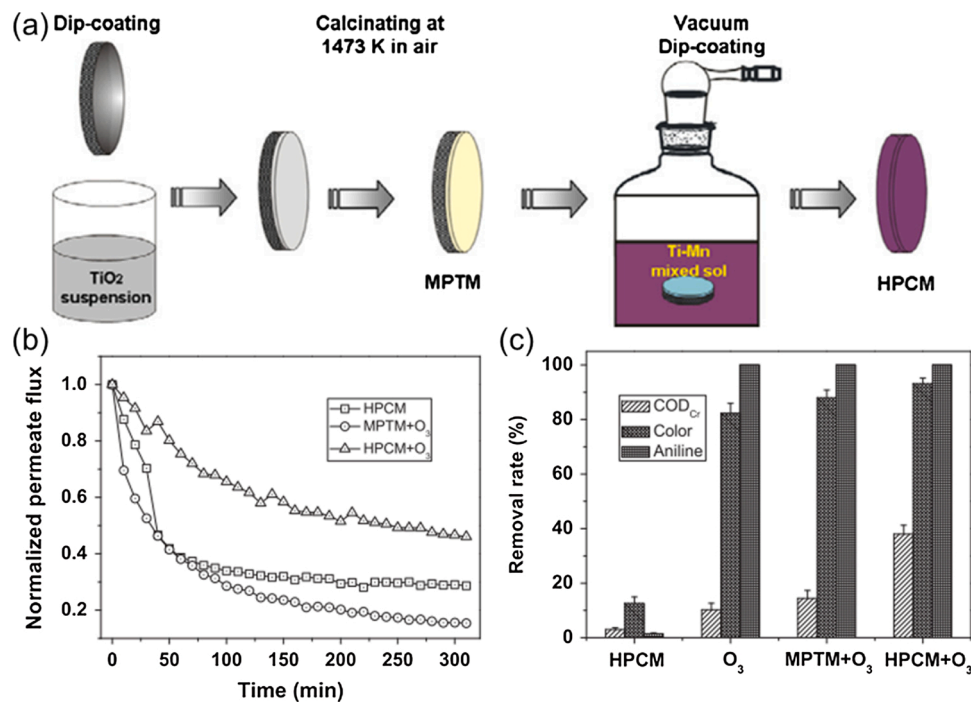 (a)
Dip-coating
Calcinating at
1473 K in air
Vacuum
Dip-coating
TiO2
suspension
MPTM
Ti-Mn
mixed sol
HPCM
(b)
Normalized permeate flux
1.0
0.8
0.6
0.4
0.2
HPCM
MPTM+O3
HPCM+O3
0 50 100 150 200 250 300
Time (min)
(c)
Removal rate (%)
100
80
60
40
20
10
0
CODCr
Color
Aniline
HPCM O3 MPTM+O3 HPCM+O3